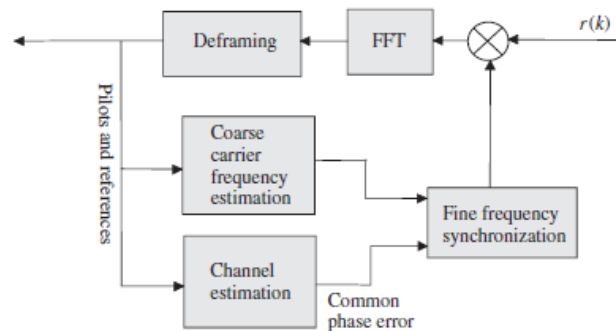 Deframing
FFT
r(k)
Pilots and references
Coarse
carrier
frequency
estimation
Fine frequency
synchronization
Channel
estimation
Common
phase error